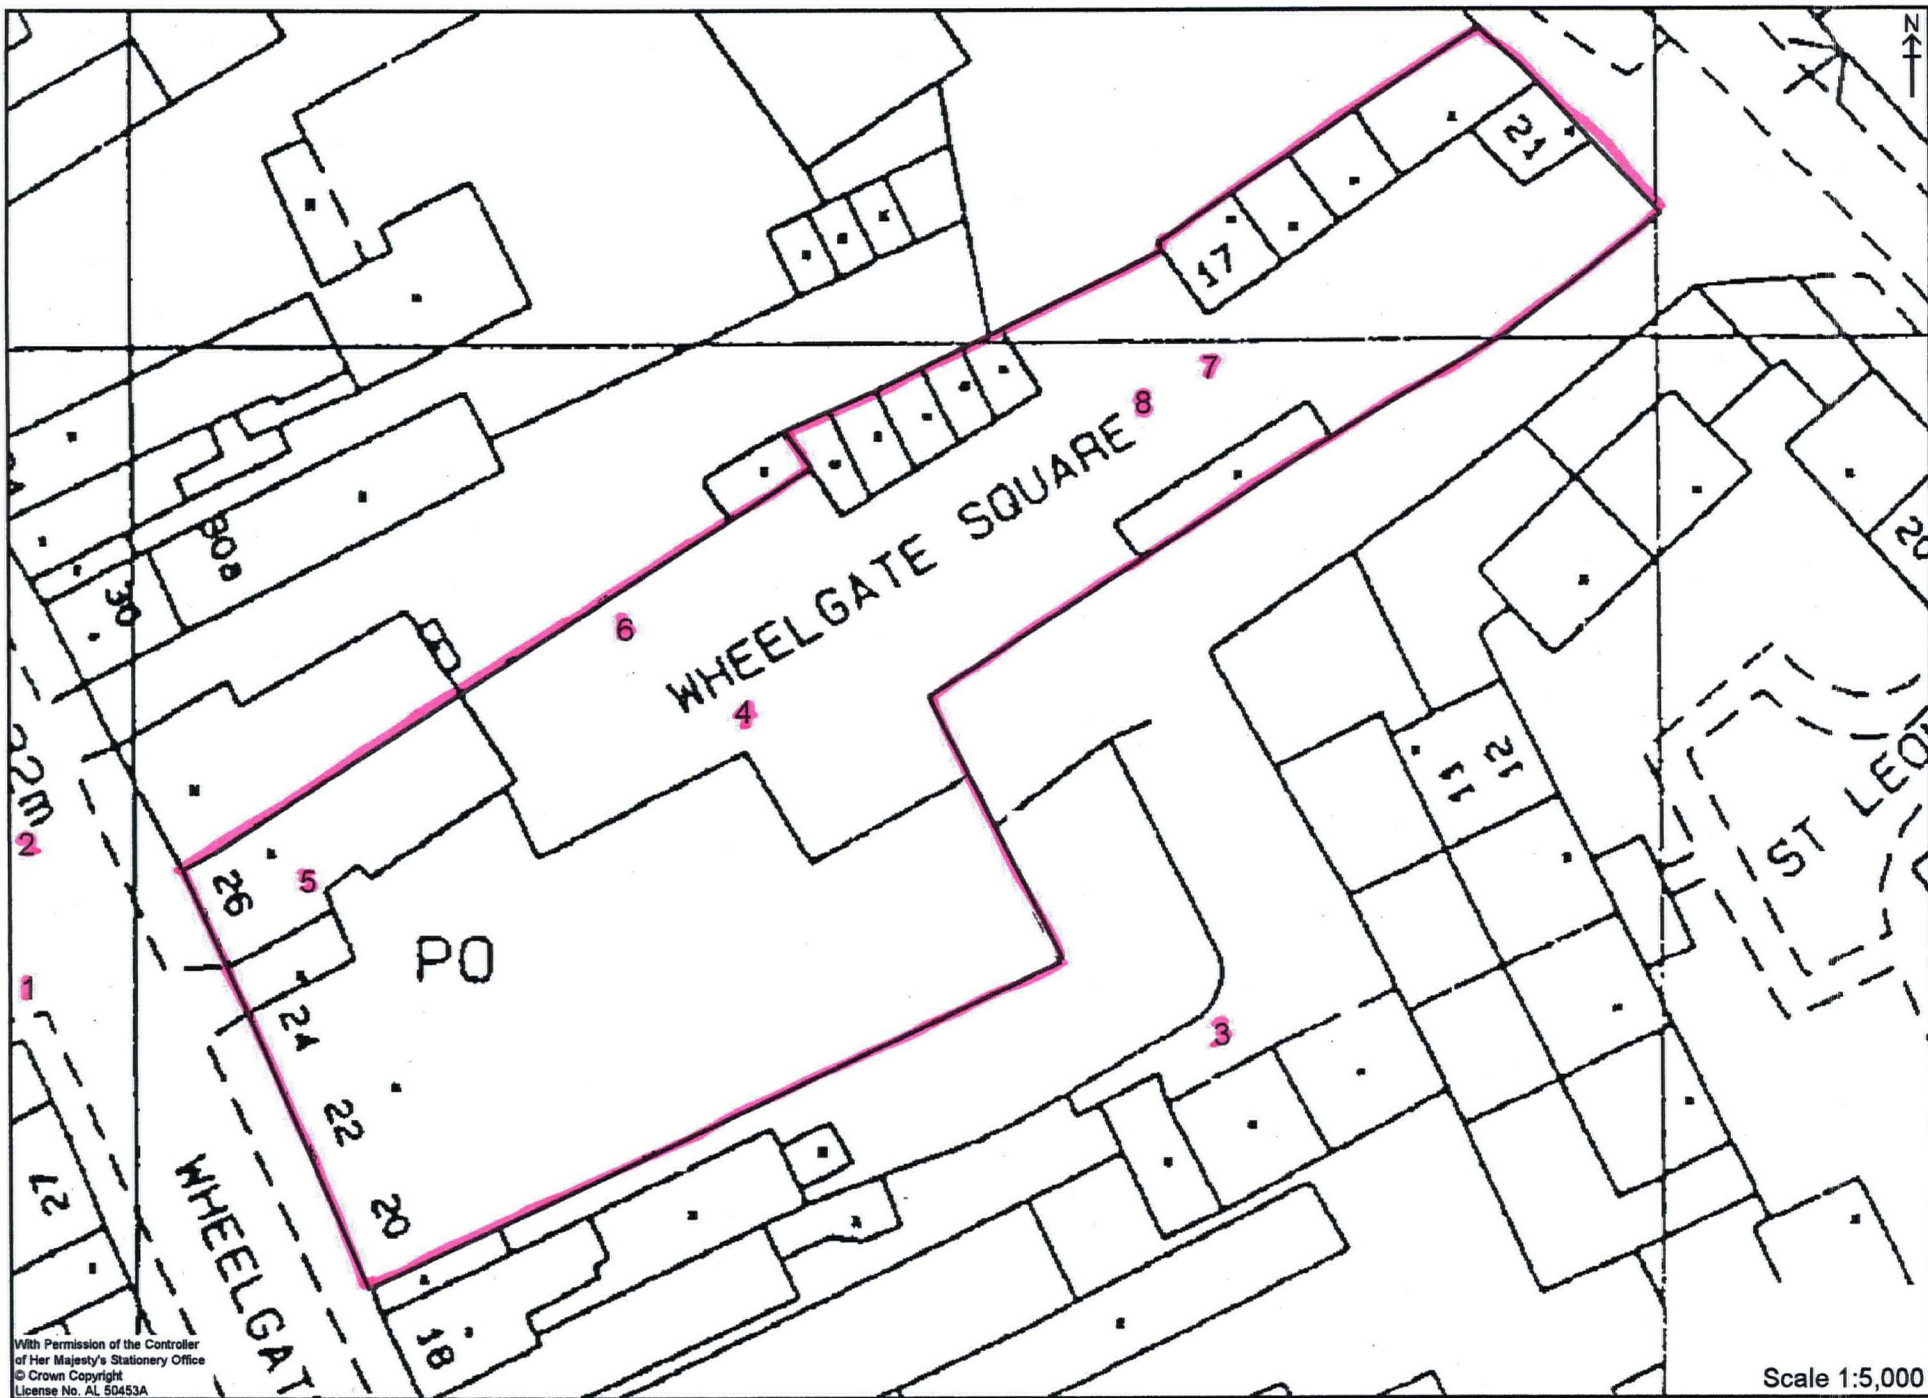 N
21
17
7
8
WHEELGATE SQUARE
30a
30
20
6
4
22m
12
11
ST LEO
2
26
5
PO
1
24
3
22
27
20
WHEELGAT
18
With Permission of the Controller
of Her Majesty's Stationery Office
© Crown Copyright
License No. AL 50453A
Scale 1:5,000